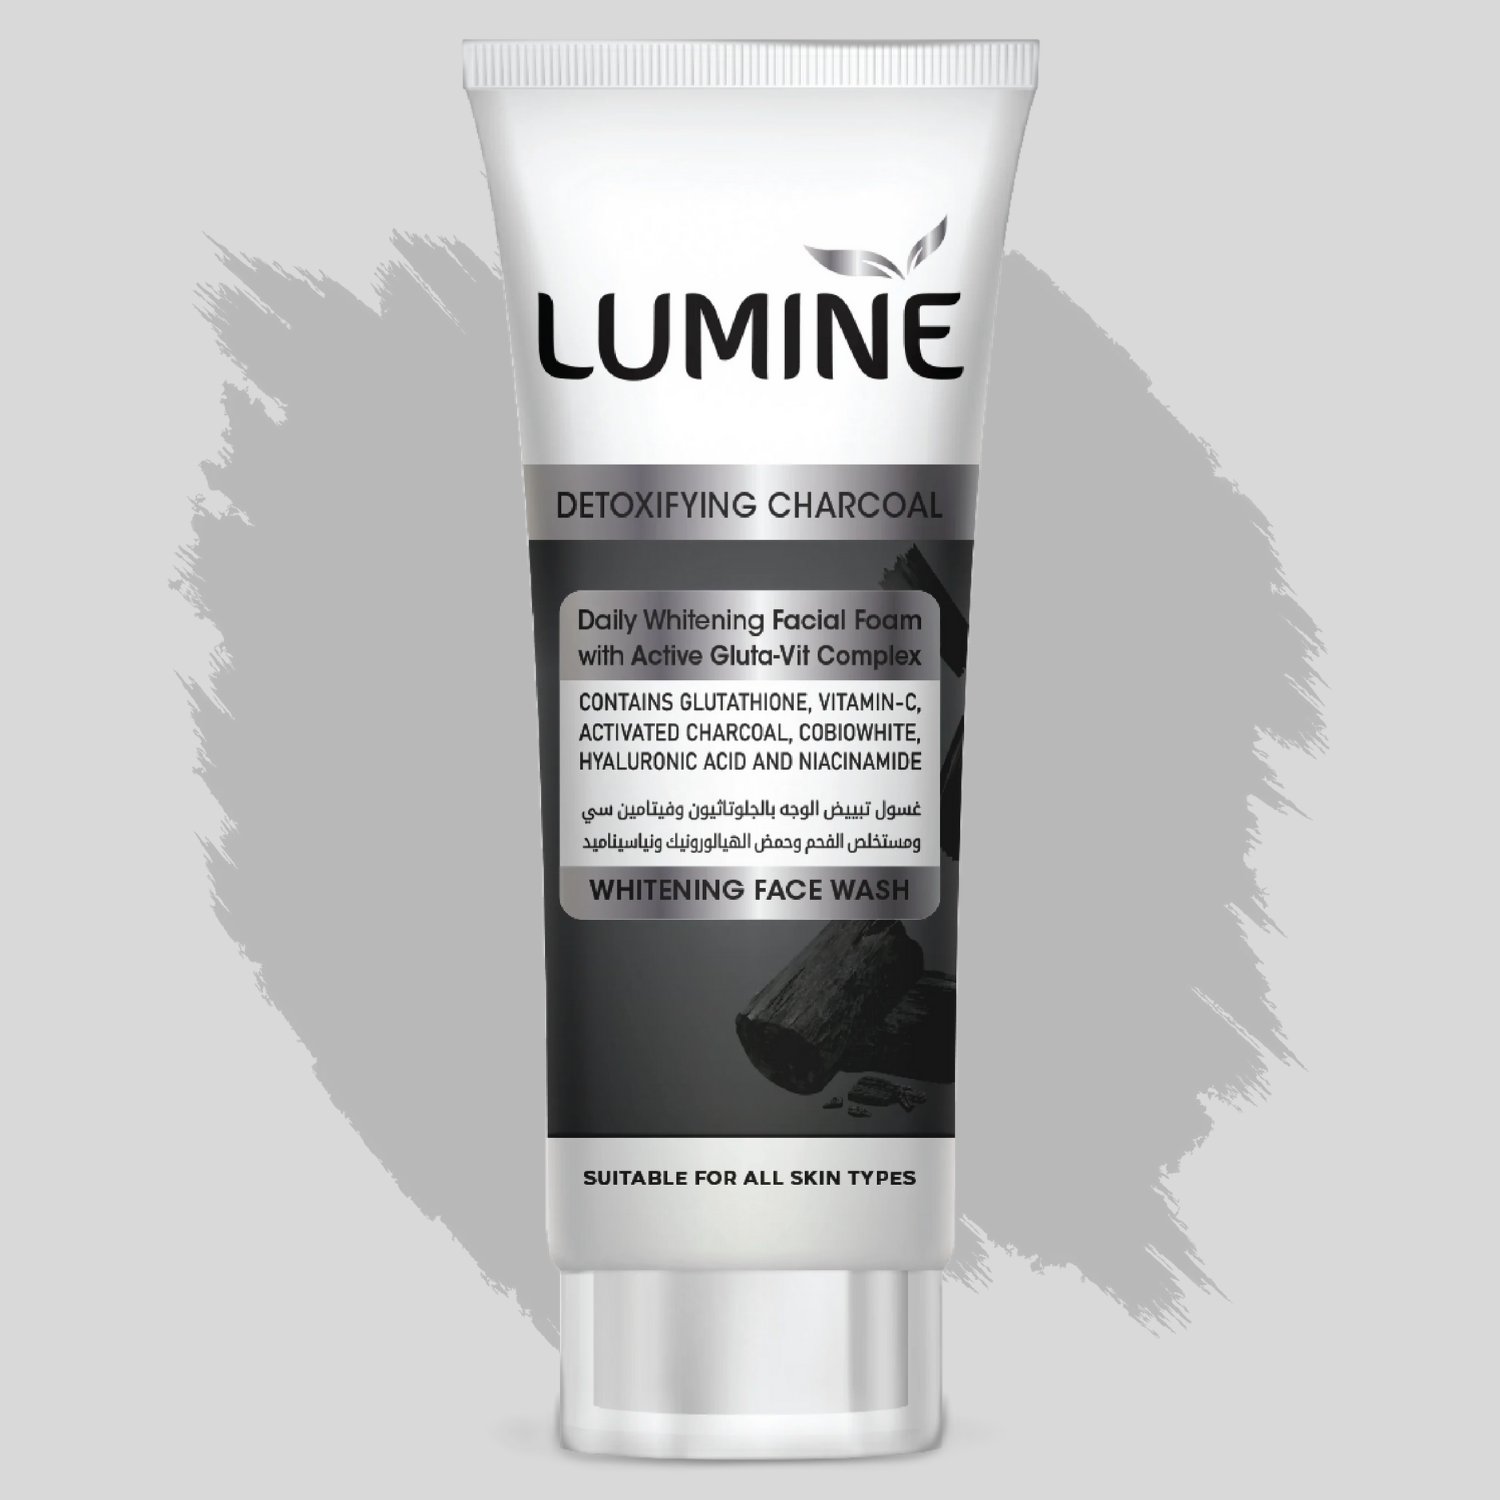 LUMINE
DETOXIFYING CHARCOAL
Daily Whitening Facial Foam
with Active Gluta-Vit Complex
CONTAINS GLUTATHIONE, VITAMIN-C,
ACTIVATED CHARCOAL, COBIOWHITE,
HYALURONIC ACID AND NIACINAMIDE
غسول تبييض الوجه بالجلوتاثيون وفيتامين سي
ومستخلص الفحم وحمض الهيالورونيك ونياسيناميد
WHITENING FACE WASH
SUITABLE FOR ALL SKIN TYPES